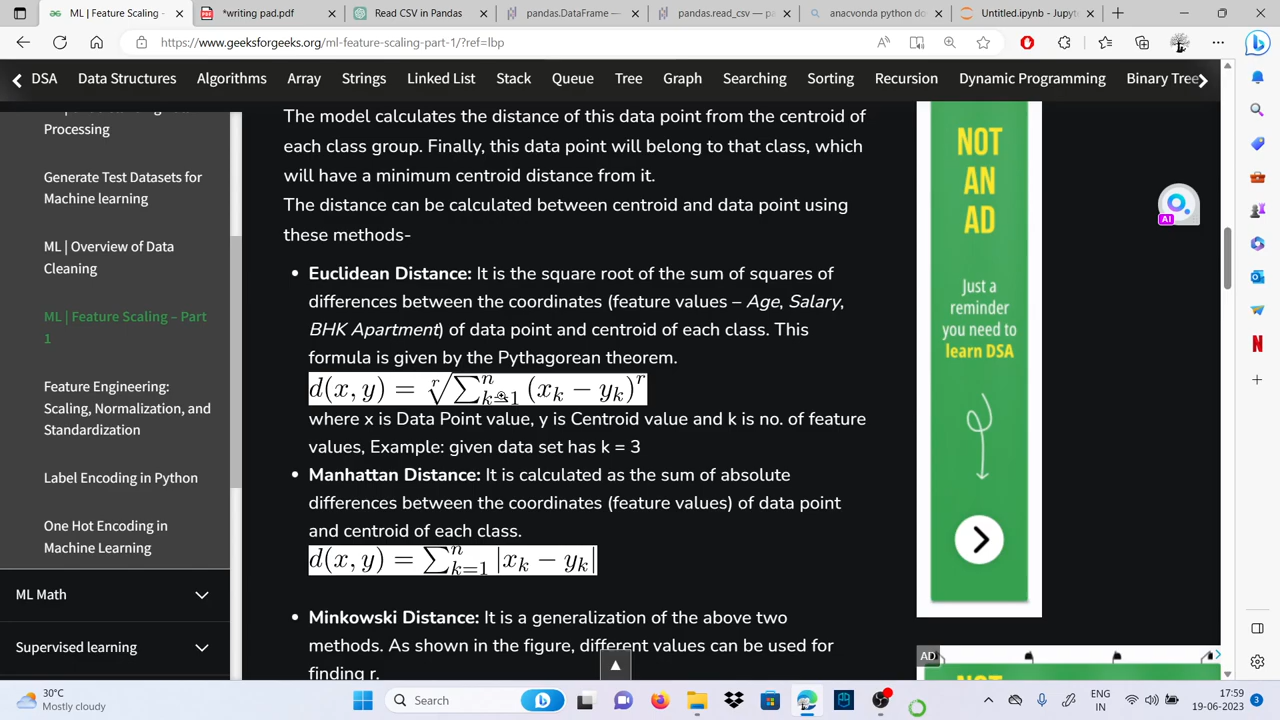 ML | Feature Scaling -
*writing pad.pdf
Read CSV in Pandas
pandas.DataFrame —
pandas.read_csv — pa
anacvonda python do
Untitled.ipynb - Jupyte
https://www.geeksforgeeks.org/ml-feature-scaling-part-1/?ref=lbp
DSA Data Structures Algorithms Array Strings Linked List Stack Queue Tree Graph Searching Sorting Recursion Dynamic Programming Binary Tree
Processing
Generate Test Datasets for
Machine learning
ML | Overview of Data
Cleaning
ML | Feature Scaling – Part
1
Feature Engineering:
Scaling, Normalization, and
Standardization
Label Encoding in Python
One Hot Encoding in
Machine Learning
ML Math
Supervised learning
The model calculates the distance of this data point from the centroid of
each class group. Finally, this data point will belong to that class, which
will have a minimum centroid distance from it.
The distance can be calculated between centroid and data point using
these methods-
• Euclidean Distance: It is the square root of the sum of squares of
differences between the coordinates (feature values – Age, Salary,
BHK Apartment) of data point and centroid of each class. This
formula is given by the Pythagorean theorem.
d(x, y) = r√∑ⁿₖ₌₁ (xₖ − yₖ)ʳ
where x is Data Point value, y is Centroid value and k is no. of feature
values, Example: given data set has k = 3
• Manhattan Distance: It is calculated as the sum of absolute
differences between the coordinates (feature values) of data point
and centroid of each class.
d(x, y) = ∑ⁿₖ₌₁ |xₖ − yₖ|
• Minkowski Distance: It is a generalization of the above two
methods. As shown in the figure, different values can be used for
finding r.
NOT
AN
AD
Just a
reminder
you need to
learn DSA
AD
AI
30°C
Mostly cloudy
Search
ENG
IN
17:59
19-06-2023
3